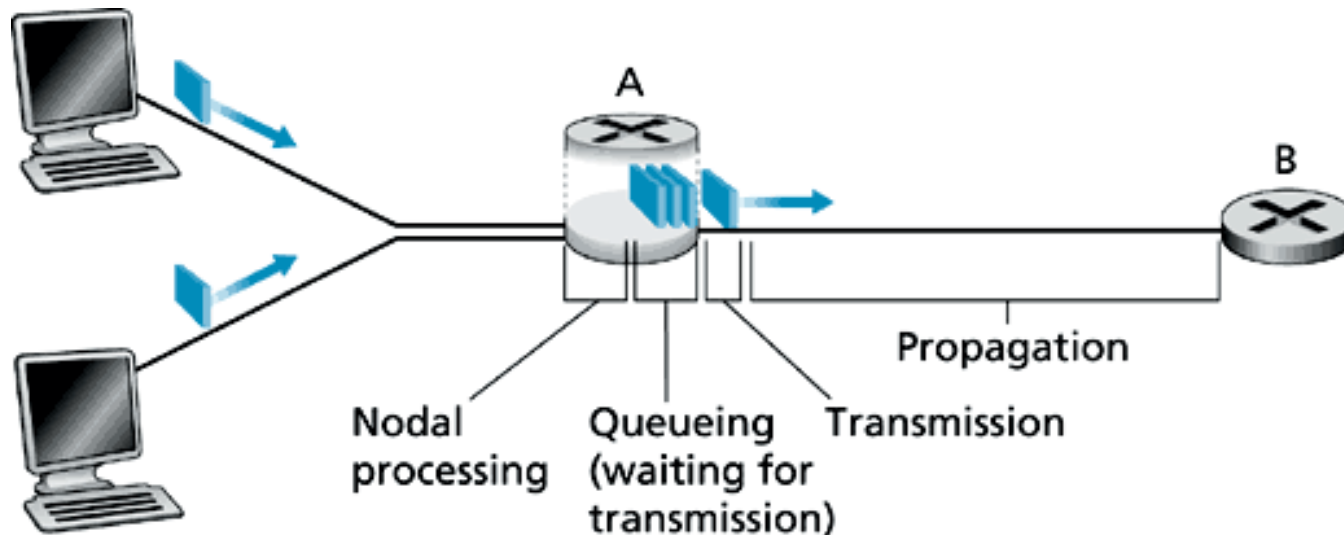 A
B
Propagation
Nodal
processing
Queueing
(waiting for
transmission)
Transmission